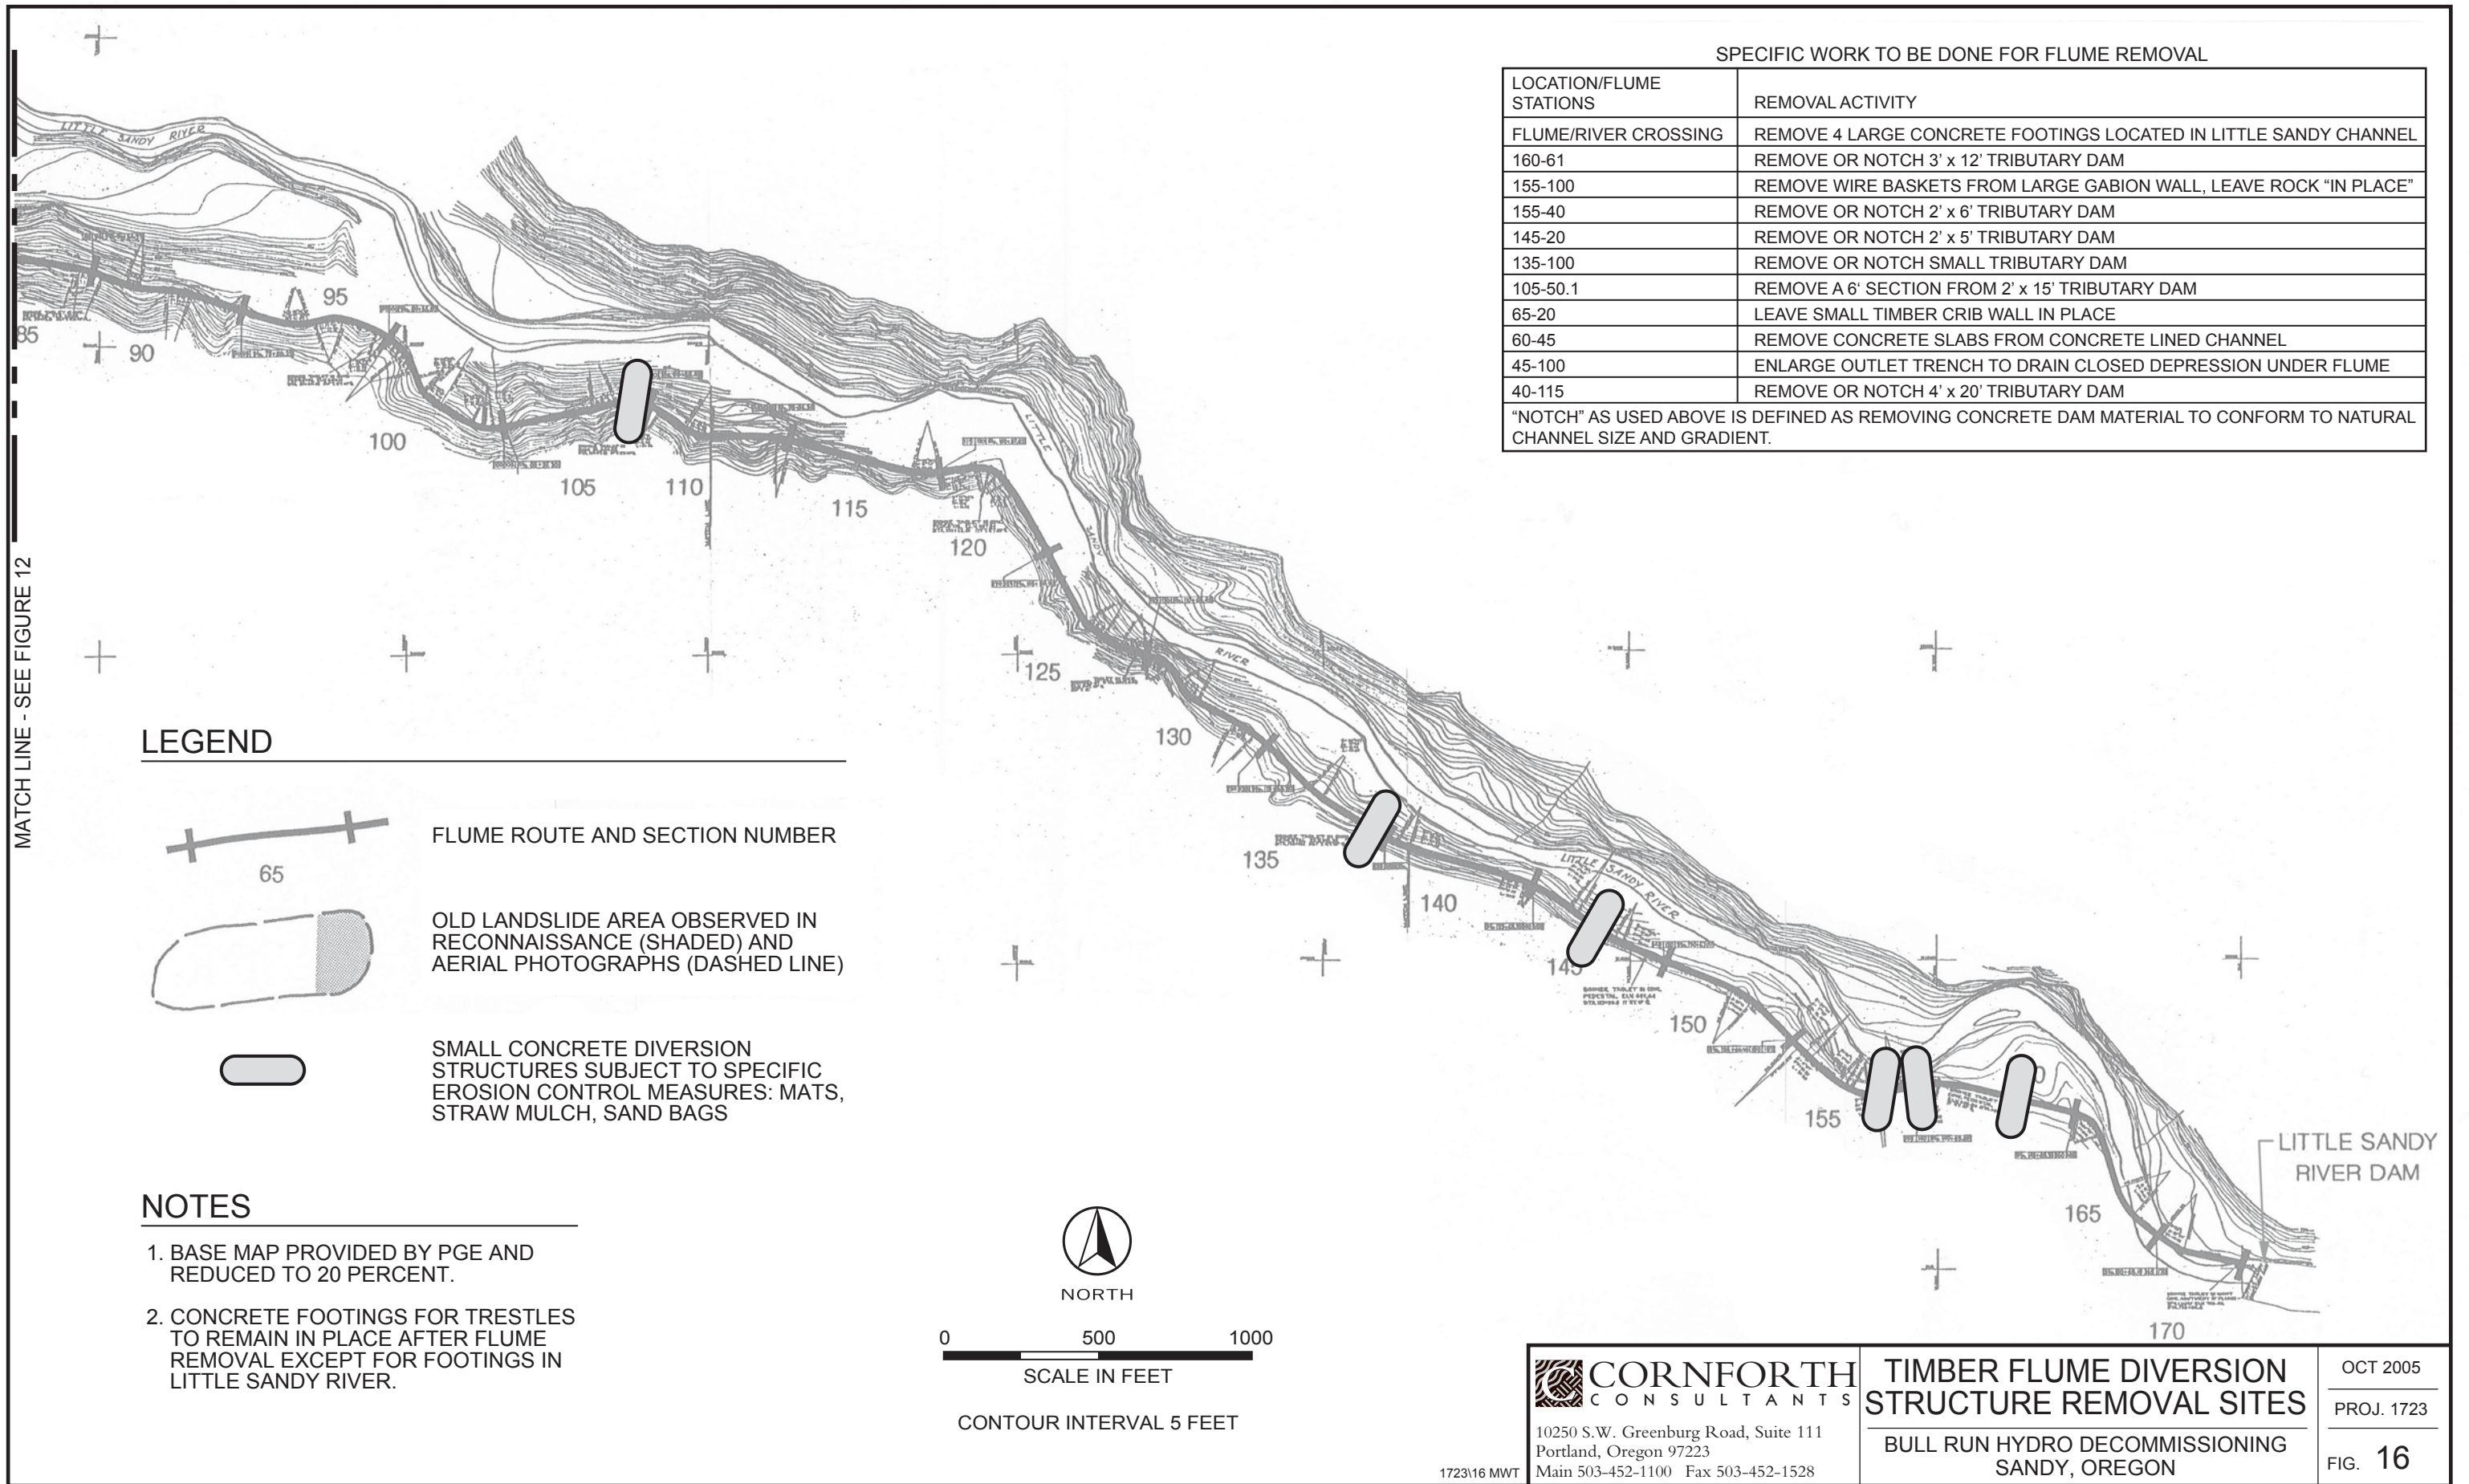 SPECIFIC WORK TO BE DONE FOR FLUME REMOVAL
LOCATION/FLUME
STATIONS
REMOVAL ACTIVITY
FLUME/RIVER CROSSING REMOVE 4 LARGE CONCRETE FOOTINGS LOCATED IN LITTLE SANDY CHANNEL
160-61 REMOVE OR NOTCH 3' x 12' TRIBUTARY DAM
155-100 REMOVE WIRE BASKETS FROM LARGE GABION WALL, LEAVE ROCK “IN PLACE”
155-40 REMOVE OR NOTCH 2' x 6' TRIBUTARY DAM
145-20 REMOVE OR NOTCH 2' x 5' TRIBUTARY DAM
135-100 REMOVE OR NOTCH SMALL TRIBUTARY DAM
105-50.1 REMOVE A 6' SECTION FROM 2' x 15' TRIBUTARY DAM
65-20 LEAVE SMALL TIMBER CRIB WALL IN PLACE
60-45 REMOVE CONCRETE SLABS FROM CONCRETE LINED CHANNEL
45-100 ENLARGE OUTLET TRENCH TO DRAIN CLOSED DEPRESSION UNDER FLUME
40-115 REMOVE OR NOTCH 4' x 20' TRIBUTARY DAM
“NOTCH” AS USED ABOVE IS DEFINED AS REMOVING CONCRETE DAM MATERIAL TO CONFORM TO NATURAL
CHANNEL SIZE AND GRADIENT.
LITTLE SANDY RIVER
85
90
95
100
105
110
115
120
LITTLE
SANDY
RIVER
125
130
135
140
LITTLE SANDY RIVER
145
150
155
165
170
LITTLE SANDY
RIVER DAM
MATCH LINE - SEE FIGURE 12
LEGEND
65
FLUME ROUTE AND SECTION NUMBER
OLD LANDSLIDE AREA OBSERVED IN
RECONNAISSANCE (SHADED) AND
AERIAL PHOTOGRAPHS (DASHED LINE)
SMALL CONCRETE DIVERSION
STRUCTURES SUBJECT TO SPECIFIC
EROSION CONTROL MEASURES: MATS,
STRAW MULCH, SAND BAGS
NOTES
1. BASE MAP PROVIDED BY PGE AND
REDUCED TO 20 PERCENT.
2. CONCRETE FOOTINGS FOR TRESTLES
TO REMAIN IN PLACE AFTER FLUME
REMOVAL EXCEPT FOR FOOTINGS IN
LITTLE SANDY RIVER.
NORTH
0 500 1000
SCALE IN FEET
CONTOUR INTERVAL 5 FEET
1723\16 MWT
C
CORNFORTH
CONSULTANTS
10250 S.W. Greenburg Road, Suite 111
Portland, Oregon 97223
Main 503-452-1100 Fax 503-452-1528
TIMBER FLUME DIVERSION
STRUCTURE REMOVAL SITES
BULL RUN HYDRO DECOMMISSIONING
SANDY, OREGON
OCT 2005
PROJ. 1723
FIG. 16